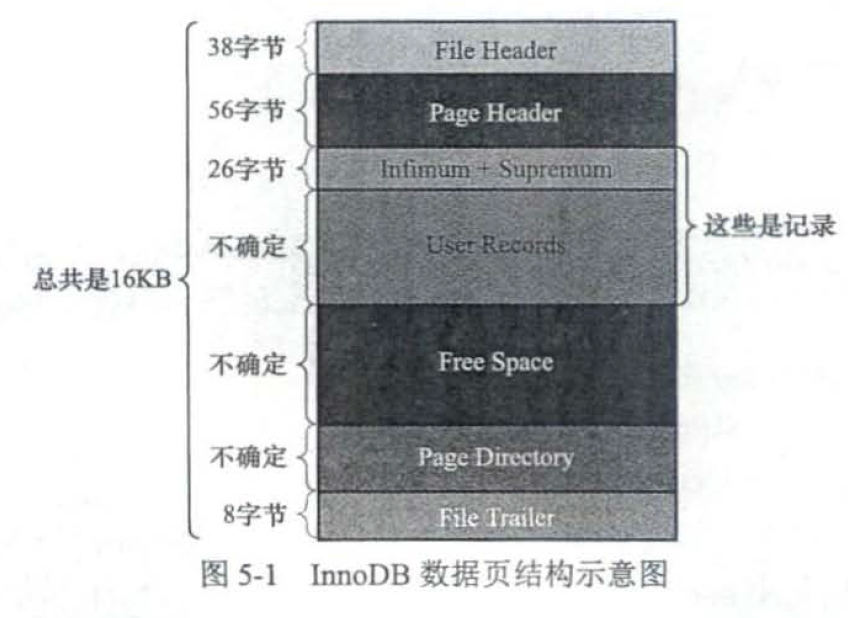 38字节 File Header
56字节 Page Header
26字节 Infimum + Supremum
不确定 User Records
这些是记录
总共是16KB
不确定 Free Space
不确定 Page Directory
8字节 File Trailer
图 5-1 InnoDB 数据页结构示意图